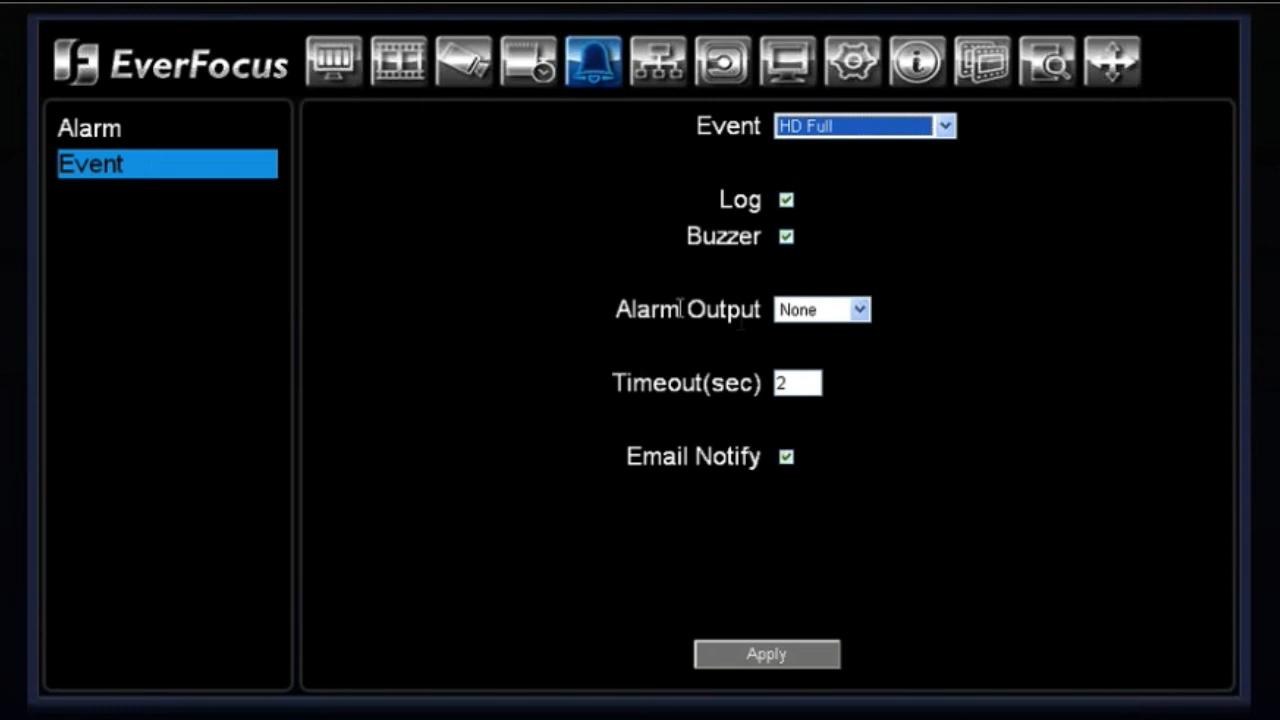 EverFocus
Alarm
Event
Event HD Full
Log
Buzzer
Alarm Output None
Timeout(sec) 2
Email Notify
Apply